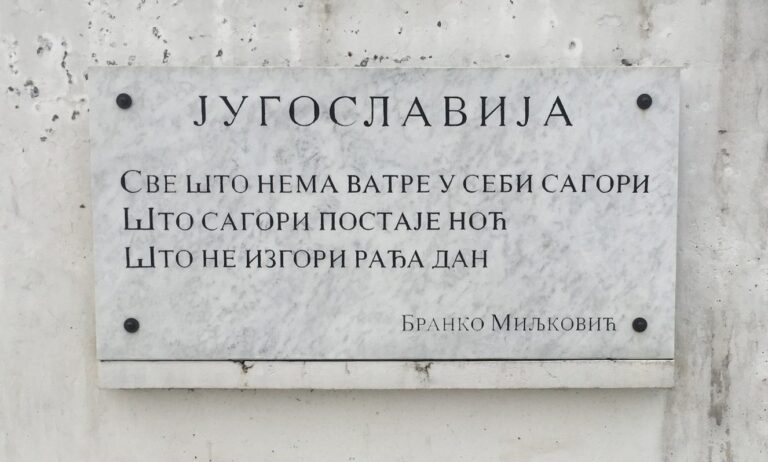 ЈУГОСЛАВИЈА
СВЕ ШТО НЕМА ВАТРЕ У СЕБИ САГОРИ
ШТО САГОРИ ПОСТАЈЕ НОЋ
ШТО НЕ ИЗГОРИ РАЂА ДАН
БРАНКО МИЉКОВИЋ